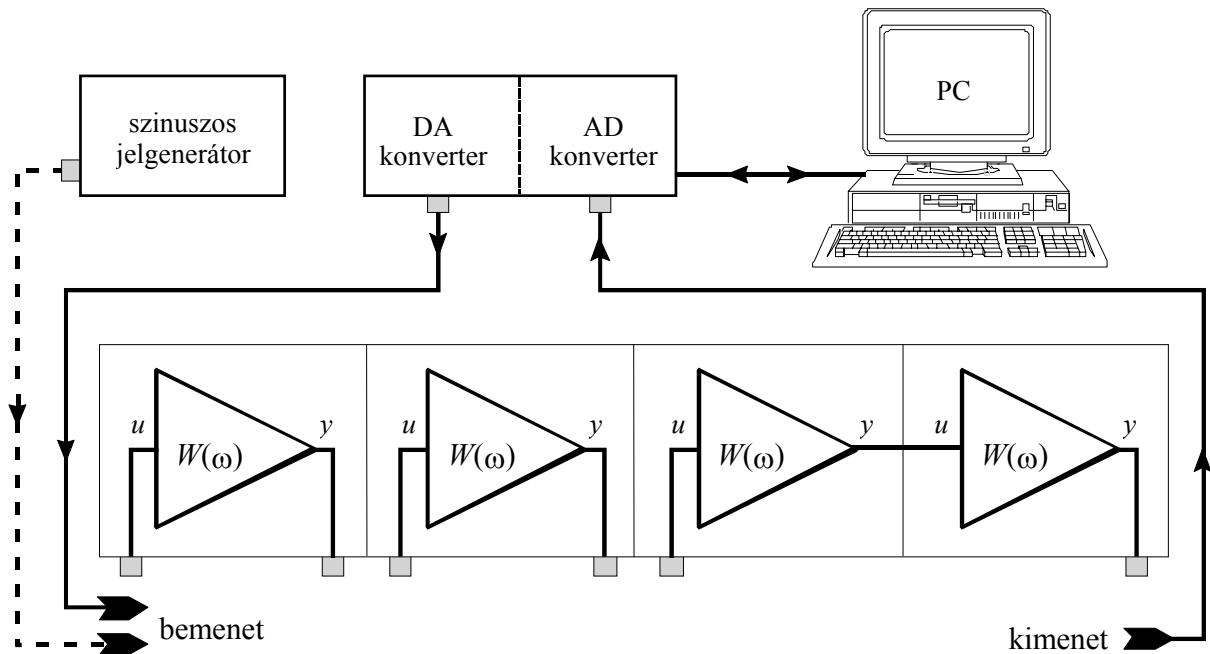 szinuszos
jelgenerátor
DA
konverter
AD
konverter
PC
u
W(ω)
y
u
W(ω)
y
u
W(ω)
y
u
W(ω)
y
bemenet
kimenet